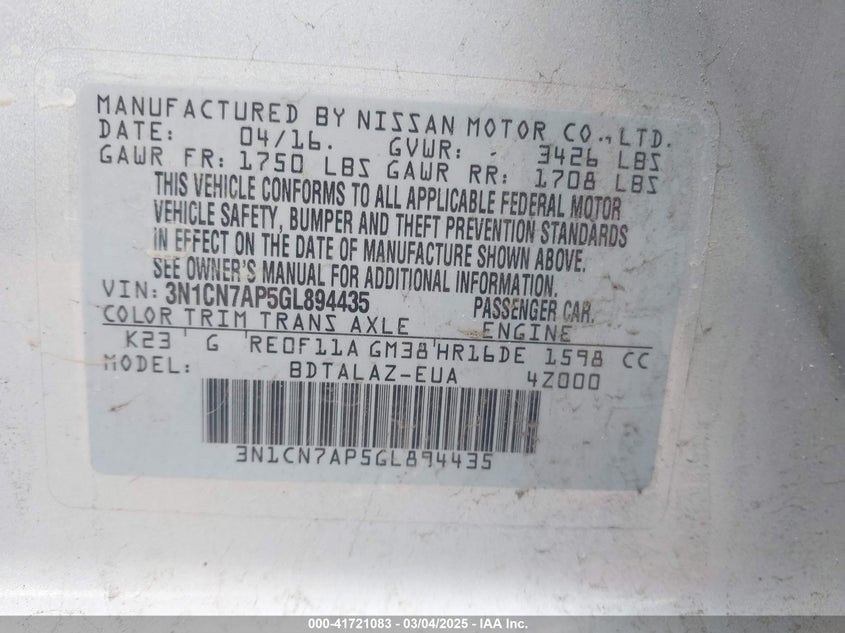 MANUFACTURED BY NISSAN MOTOR CO.,LTD.
DATE: 04/16. GVWR: 3426 LBS
GAWR FR: 1750 LBS GAWR RR: 1708 LBS
THIS VEHICLE CONFORMS TO ALL APPLICABLE FEDERAL MOTOR
VEHICLE SAFETY, BUMPER AND THEFT PREVENTION STANDARDS
IN EFFECT ON THE DATE OF MANUFACTURE SHOWN ABOVE.
SEE OWNER'S MANUAL FOR ADDITIONAL INFORMATION.
VIN: 3N1CN7AP5GL894435 PASSENGER CAR.
COLOR TRIM TRANS AXLE ENGINE
K23 G RE0F11A GM38 HR16DE 1598 CC
MODEL: BDTALAZ-EUA 4Z000
3N1CN7AP5GL894435
000-41721083 - 03/04/2025 - IAA Inc.